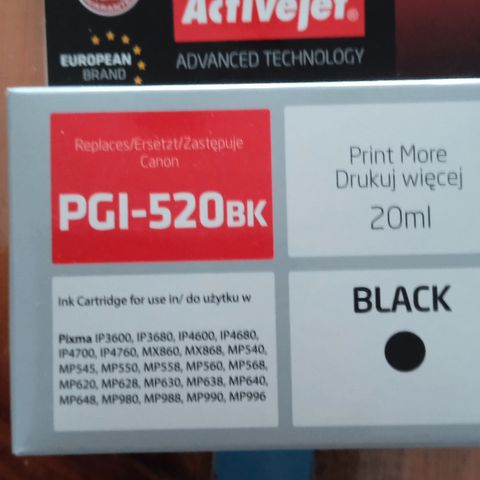 ActiveJet®
EUROPEAN
BRAND
ADVANCED TECHNOLOGY
Replaces/Ersetzt/Zastępuje
Canon
PGI-520BK
Print More
Drukuj więcej
20ml
Ink Cartridge for use in/ do użytku w
Pixma IP3600, IP3680, IP4600, IP4680,
IP4700, IP4760, MX860, MX868, MP540,
MP545, MP550, MP558, MP560, MP568,
MP620, MP628, MP630, MP638, MP640,
MP648, MP980, MP988, MP990, MP996
BLACK